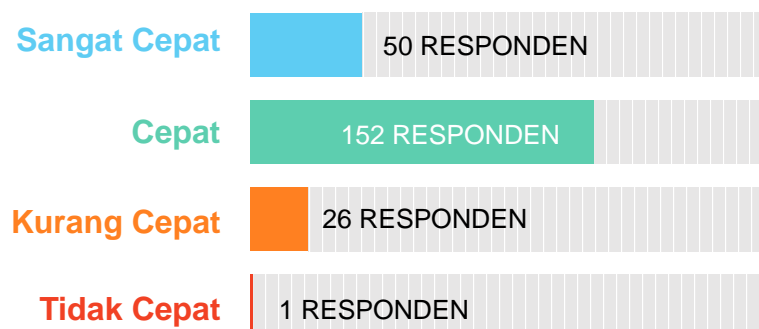 Sangat Cepat 50 RESPONDEN
Cepat 152 RESPONDEN
Kurang Cepat 26 RESPONDEN
Tidak Cepat 1 RESPONDEN